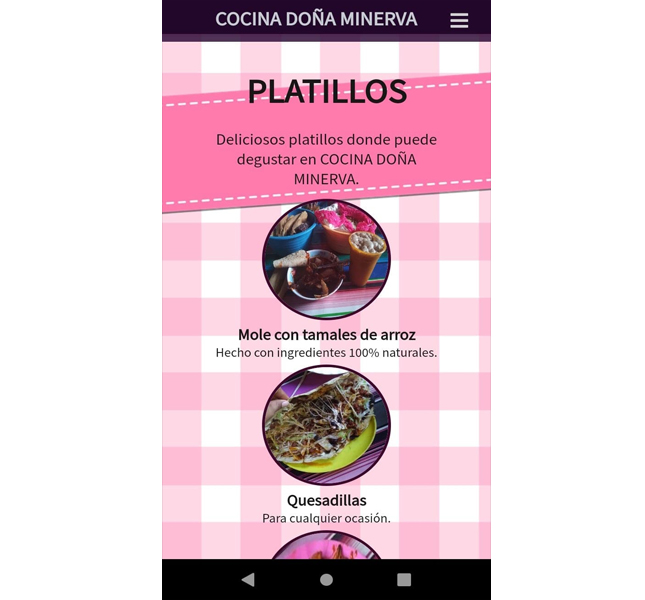 COCINA DOÑA MINERVA
PLATILLOS
Deliciosos platillos donde puede
degustar en COCINA DOÑA
MINERVA.
Mole con tamales de arroz
Hecho con ingredientes 100% naturales.
Quesadillas
Para cualquier ocasión.